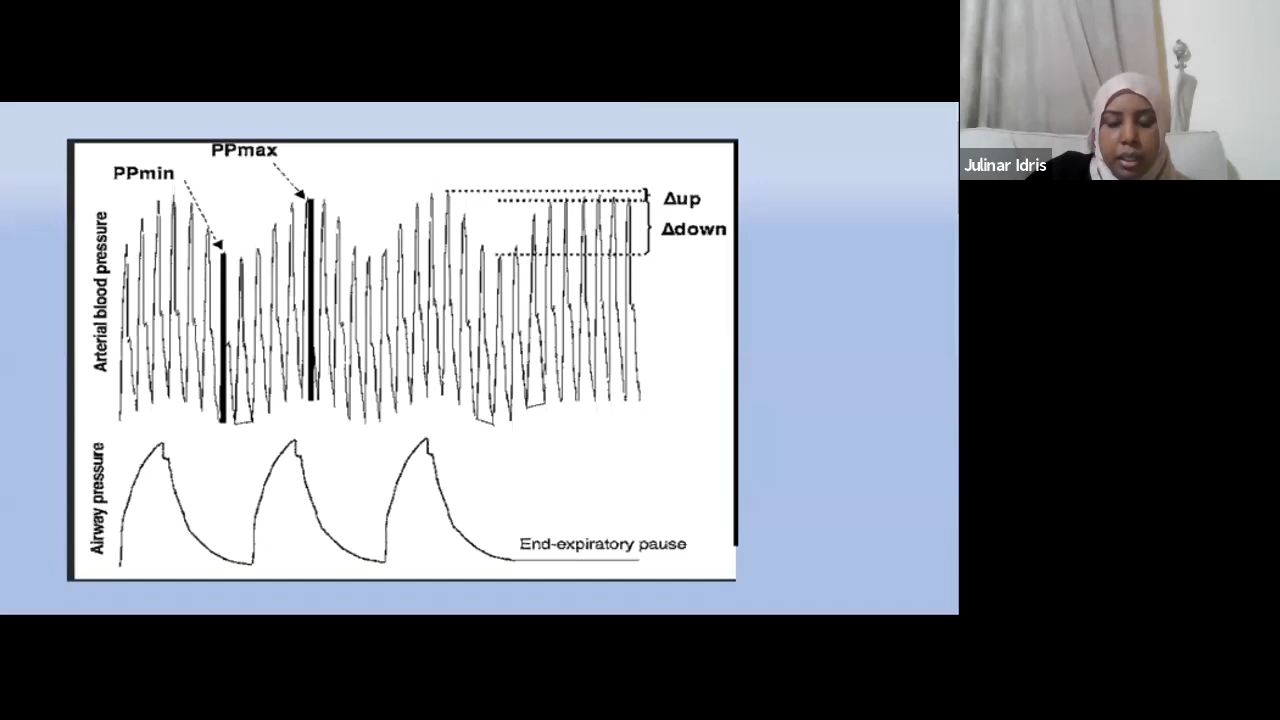 PPmax
PPmin
Δup
Δdown
Arterial blood pressure
Airway pressure
End-expiratory pause
Julinar Idris